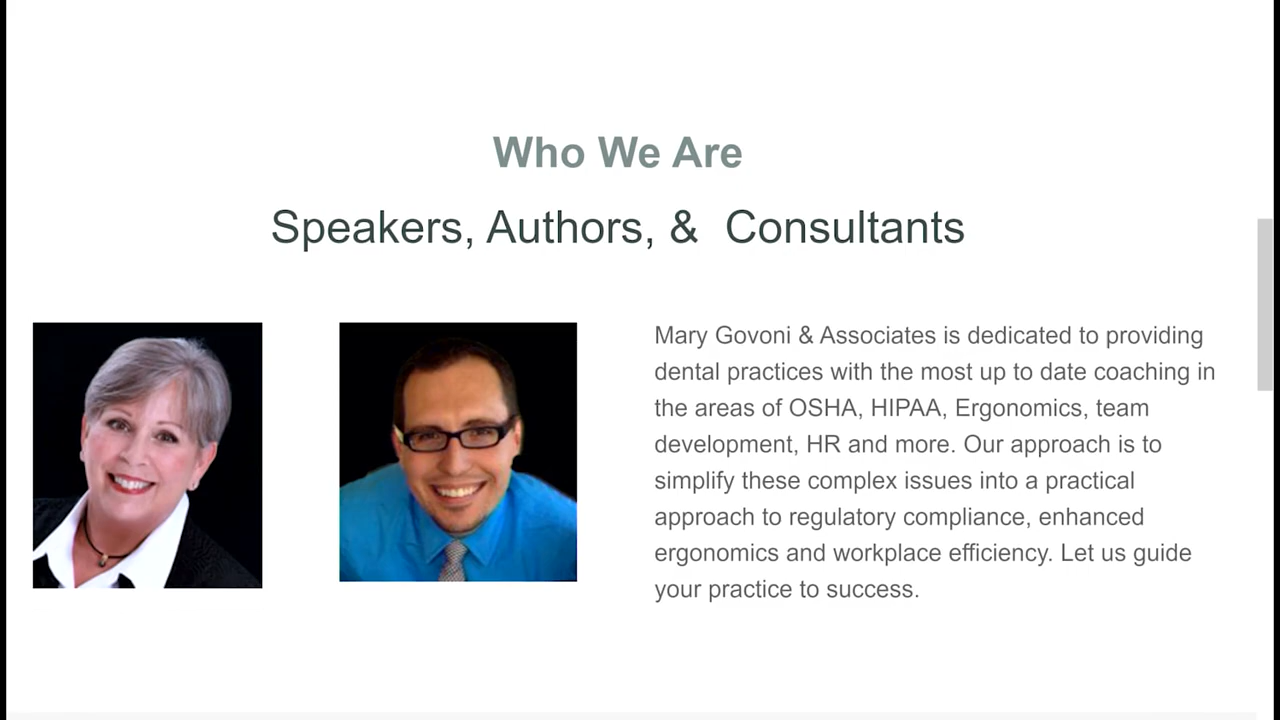 Who We Are
Speakers, Authors, & Consultants
Mary Govoni & Associates is dedicated to providing
dental practices with the most up to date coaching in
the areas of OSHA, HIPAA, Ergonomics, team
development, HR and more. Our approach is to
simplify these complex issues into a practical
approach to regulatory compliance, enhanced
ergonomics and workplace efficiency. Let us guide
your practice to success.